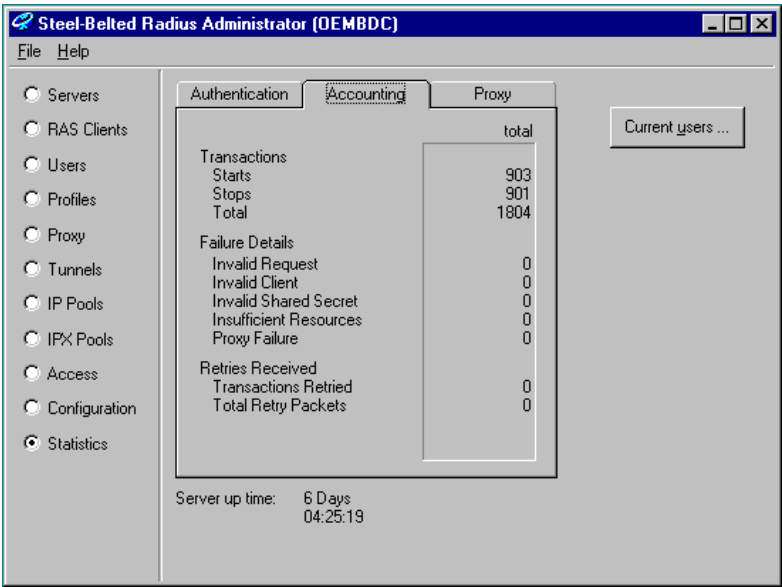 Steel-Belted Radius Administrator (OEMBDC)
File Help
Servers
RAS Clients
Users
Profiles
Proxy
Tunnels
IP Pools
IPX Pools
Access
Configuration
Statistics
Authentication Accounting Proxy
total
Transactions
Starts 903
Stops 901
Total 1804
Failure Details
Invalid Request 0
Invalid Client 0
Invalid Shared Secret 0
Insufficient Resources 0
Proxy Failure 0
Retries Received
Transactions Retried 0
Total Retry Packets 0
Server up time: 6 Days
04:25:19
Current users ...